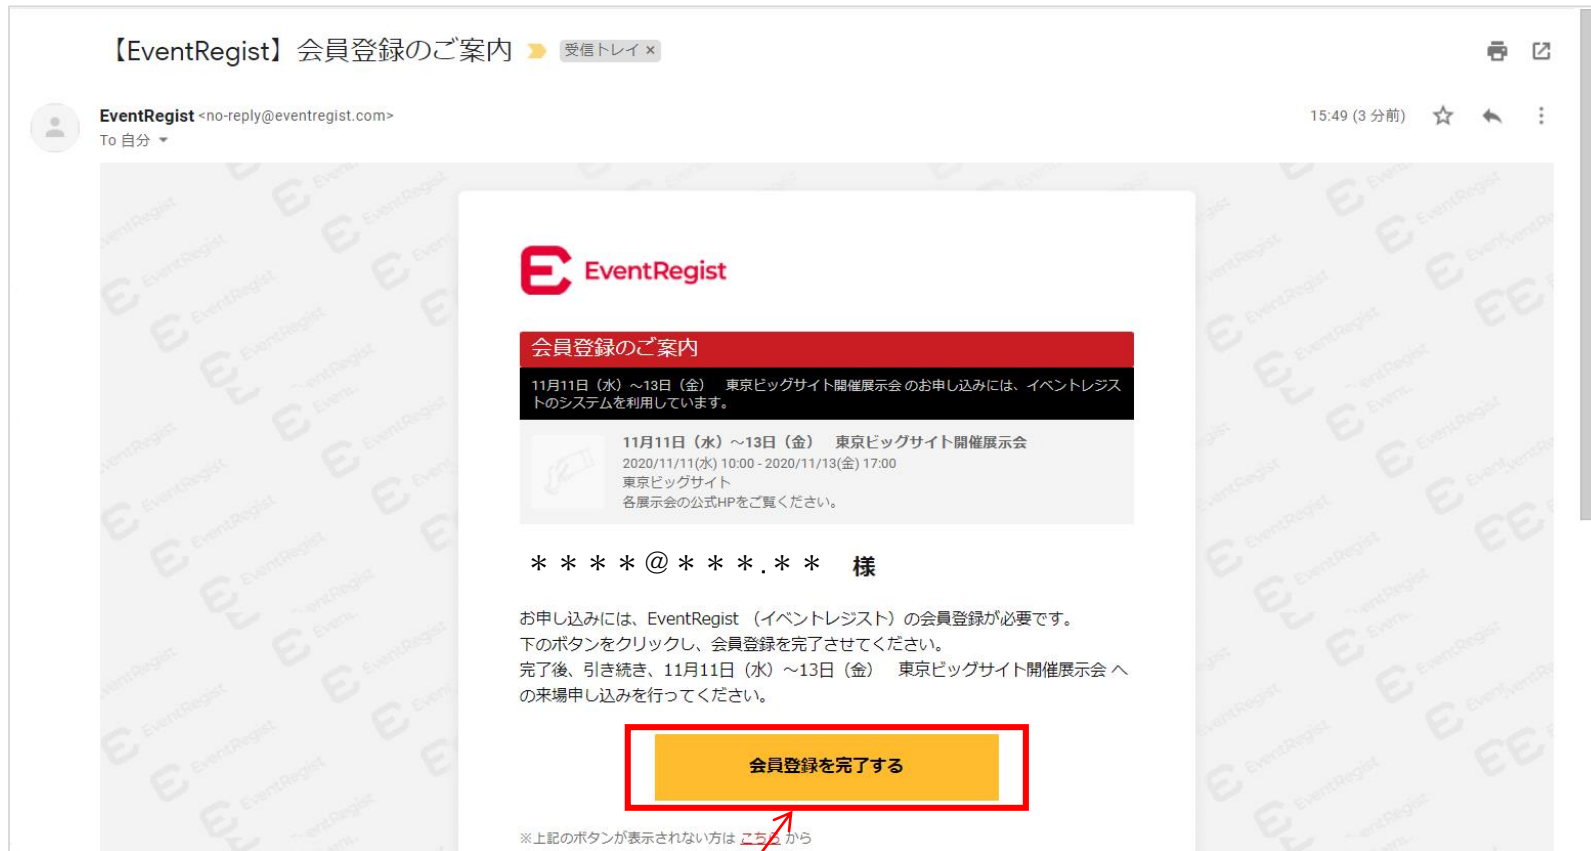 【EventRegist】会員登録のご案内
受信トレイ ×
EventRegist <no-reply@eventregist.com>
15:49 (3 分前)
To 自分
EventRegist
会員登録のご案内
11月11日（水）～13日（金）　東京ビッグサイト開催展示会 のお申し込みには、イベントレジス
トのシステムを利用しています。
11月11日（水）～13日（金）　東京ビッグサイト開催展示会
2020/11/11(水) 10:00 - 2020/11/13(金) 17:00
東京ビッグサイト
各展示会の公式HPをご覧ください。
＊＊＊＊@＊＊＊.＊＊　様
お申し込みには、EventRegist （イベントレジスト）の会員登録が必要です。
下のボタンをクリックし、会員登録を完了させてください。
完了後、引き続き、11月11日（水）～13日（金）　東京ビッグサイト開催展示会 へ
の来場申し込みを行ってください。
会員登録を完了する
※上記のボタンが表示されない方は こちら から